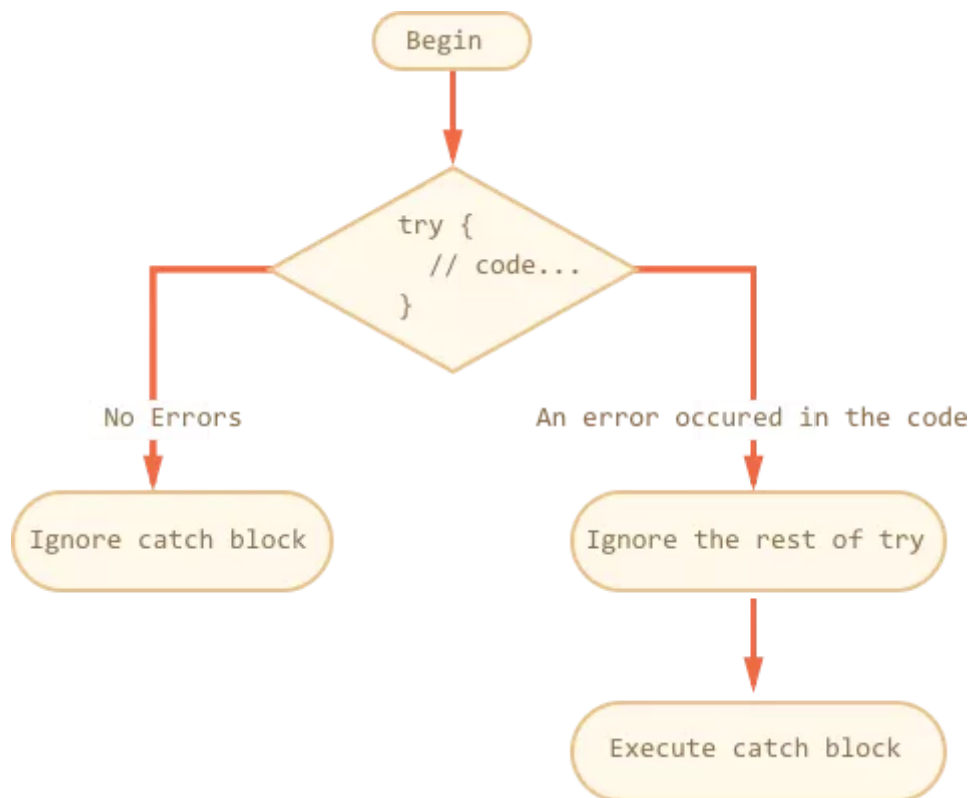 Begin
try {
// code...
}
No Errors
An error occured in the code
Ignore catch block
Ignore the rest of try
Execute catch block